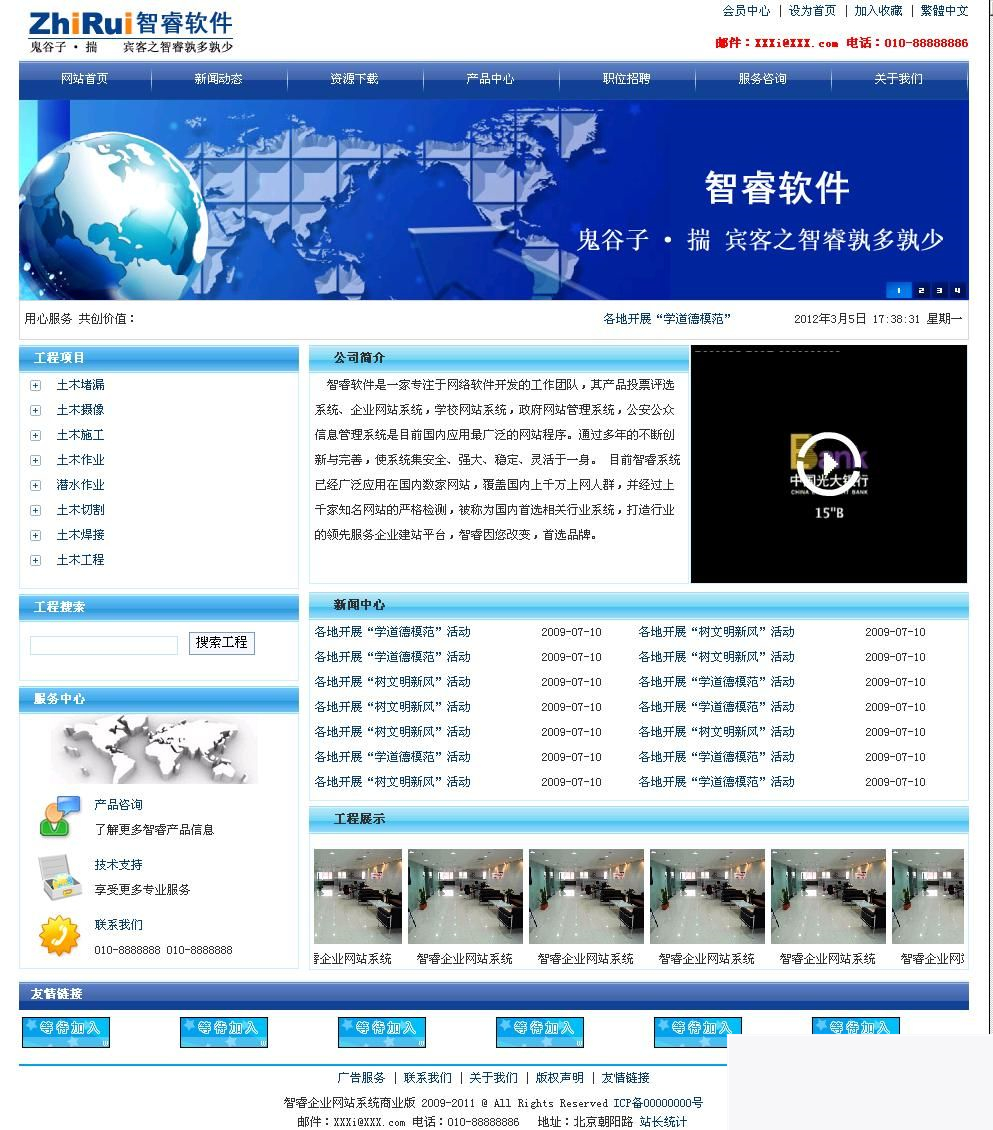 ZhiRui智睿软件
鬼谷子·揣 宾客之智睿孰多孰少
会员中心 | 设为首页 | 加入收藏 | 繁體中文
邮件：XXXi@XXX.com 电话：010-88888886
网站首页 新闻动态 资源下载 产品中心 职位招聘 服务咨询 关于我们
智睿软件
鬼谷子·揣 宾客之智睿孰多孰少
1 2 3 4
用心服务 共创价值： 各地开展“学道德模范” 2012年3月5日 17:38:31 星期一
工程项目
土木堵漏
土木摄像
土木施工
土木作业
潜水作业
土木切割
土木焊接
土木工程
公司简介
智睿软件是一家专注于网络软件开发的工作团队，其产品投票评选
系统、企业网站系统，学校网站系统，政府网站管理系统，公安公众
信息管理系统是目前国内应用最广泛的网站程序。通过多年的不断创
新与完善，使系统集安全、强大、稳定、灵活于一身。 目前智睿系统
已经广泛应用在国内数家网站，覆盖国内上千万上网人群，并经过上
千家知名网站的严格检测，被称为国内首选相关行业系统，打造行业
的领先服务企业建站平台，智睿因您改变，首选品牌。
Bank
中国光大银行
CHINA EVERBRIGHT BANK
15"B
工程搜索
搜索工程
服务中心
产品咨询
了解更多智睿产品信息
技术支持
享受更多专业服务
联系我们
010-8888888 010-8888888
新闻中心
各地开展“学道德模范”活动 2009-07-10 各地开展“树文明新风”活动 2009-07-10
各地开展“学道德模范”活动 2009-07-10 各地开展“树文明新风”活动 2009-07-10
各地开展“树文明新风”活动 2009-07-10 各地开展“学道德模范”活动 2009-07-10
各地开展“树文明新风”活动 2009-07-10 各地开展“学道德模范”活动 2009-07-10
各地开展“树文明新风”活动 2009-07-10 各地开展“树文明新风”活动 2009-07-10
各地开展“学道德模范”活动 2009-07-10 各地开展“学道德模范”活动 2009-07-10
各地开展“树文明新风”活动 2009-07-10 各地开展“学道德模范”活动 2009-07-10
工程展示
睿企业网站系统 智睿企业网站系统 智睿企业网站系统 智睿企业网站系统 智睿企业网站系统 智睿企业网
友情链接
等待加入 等待加入 等待加入 等待加入 等待加入 等待加入
广告服务 | 联系我们 | 关于我们 | 版权声明 | 友情链接
智睿企业网站系统商业版 2009-2011 @ All Rights Reserved ICP备00000000号
邮件：XXXi@XXX.com 电话：010-88888886 地址：北京朝阳路 站长统计